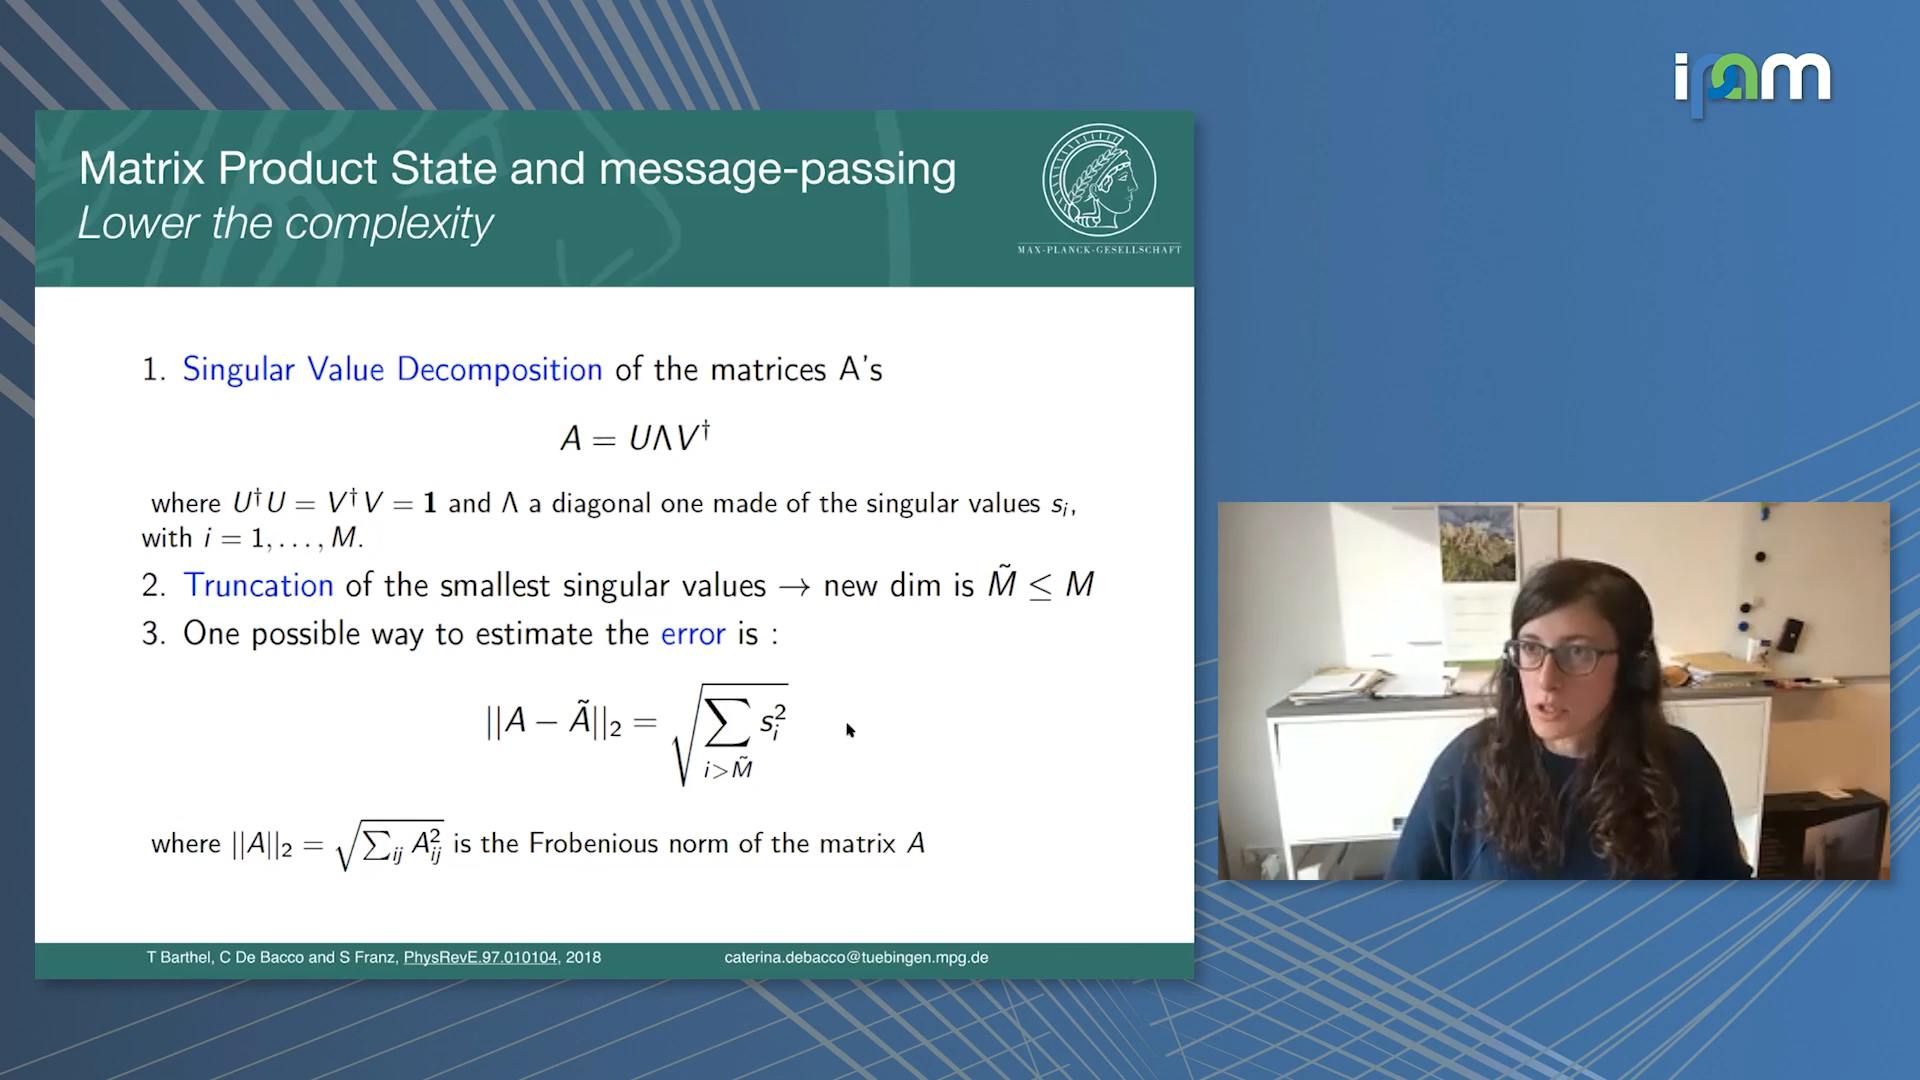 ipam
Matrix Product State and message-passing
Lower the complexity
MAX-PLANCK-GESELLSCHAFT
1. Singular Value Decomposition of the matrices A's
A = UΛV†
where U†U = V†V = 1 and Λ a diagonal one made of the singular values sᵢ,
with i = 1, . . . , M.
2. Truncation of the smallest singular values → new dim is M̃ ≤ M
3. One possible way to estimate the error is :
||A − Ã||₂ = √∑ᵢ>M̃ sᵢ²
where ||A||₂ = √∑ᵢⱼ Aᵢⱼ² is the Frobenious norm of the matrix A
T Barthel, C De Bacco and S Franz, PhysRevE.97.010104, 2018
caterina.debacco@tuebingen.mpg.de